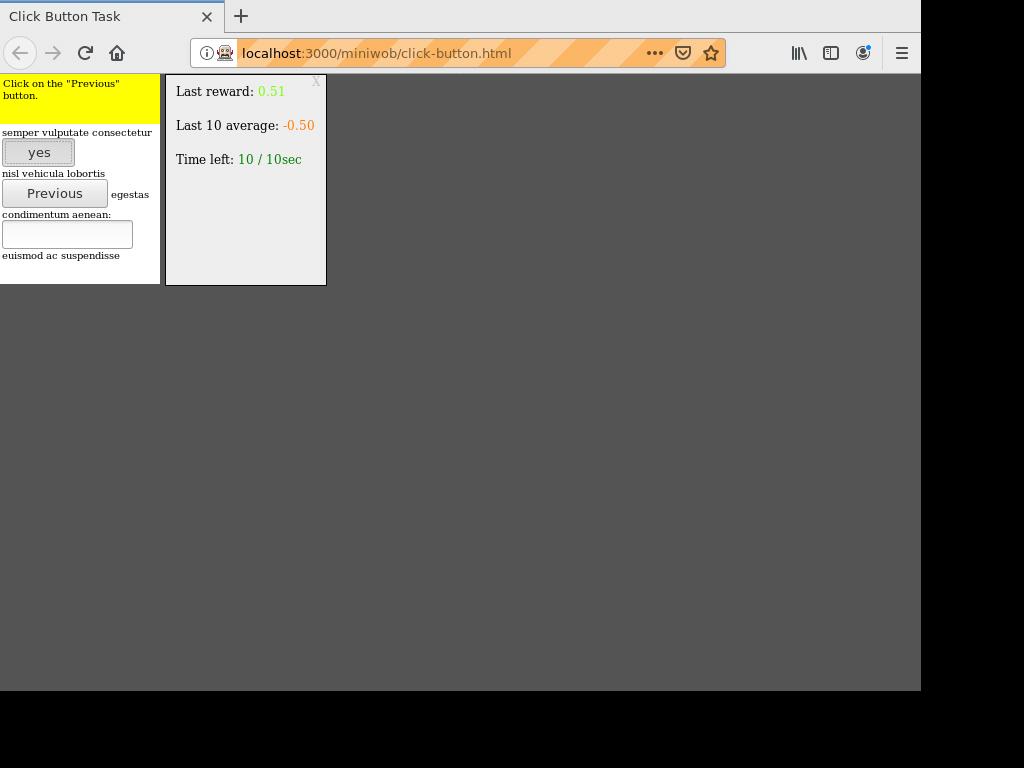 Click Button Task
localhost:3000/miniwob/click-button.html
Click on the "Previous"
button.
semper vulputate consectetur
yes
nisl vehicula lobortis
Previous egestas
condimentum aenean:
euismod ac suspendisse
X
Last reward: 0.51
Last 10 average: -0.50
Time left: 10 / 10sec